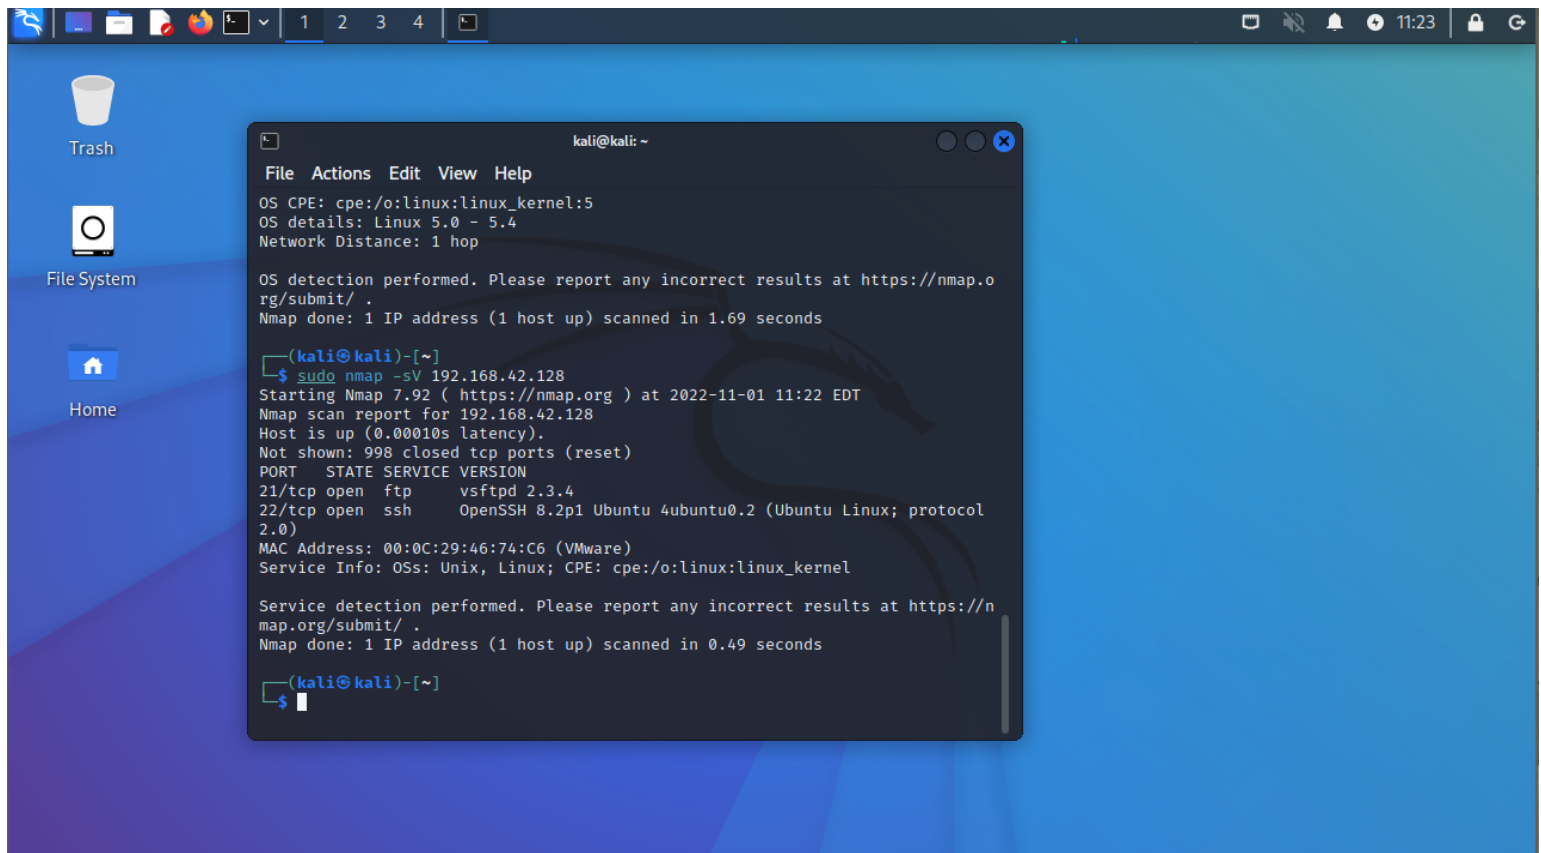 1 2 3 4
11:23
Trash
File System
Home
kali@kali: ~
File Actions Edit View Help
OS CPE: cpe:/o:linux:linux_kernel:5
OS details: Linux 5.0 - 5.4
Network Distance: 1 hop
OS detection performed. Please report any incorrect results at https://nmap.o
rg/submit/ .
Nmap done: 1 IP address (1 host up) scanned in 1.69 seconds
┌──(kali㉿kali)-[~]
└─$ sudo nmap -sV 192.168.42.128
Starting Nmap 7.92 ( https://nmap.org ) at 2022-11-01 11:22 EDT
Nmap scan report for 192.168.42.128
Host is up (0.00010s latency).
Not shown: 998 closed tcp ports (reset)
PORT   STATE SERVICE VERSION
21/tcp open  ftp     vsftpd 2.3.4
22/tcp open  ssh     OpenSSH 8.2p1 Ubuntu 4ubuntu0.2 (Ubuntu Linux; protocol
2.0)
MAC Address: 00:0C:29:46:74:C6 (VMware)
Service Info: OSs: Unix, Linux; CPE: cpe:/o:linux:linux_kernel
Service detection performed. Please report any incorrect results at https://n
map.org/submit/ .
Nmap done: 1 IP address (1 host up) scanned in 0.49 seconds
┌──(kali㉿kali)-[~]
└─$